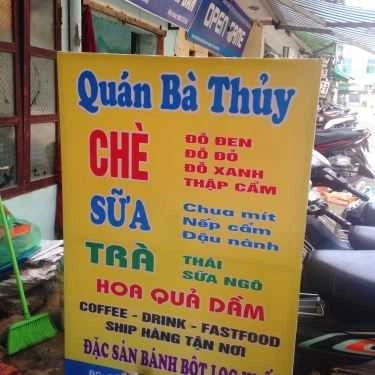 OPEN GAME
Quán Bà Thủy
CHÈ
ĐỖ ĐEN
ĐỖ ĐỎ
ĐỖ XANH
THẬP CẨM
SỮA
Chua mít
Nếp cẩm
Đậu nành
TRÀ
THÁI
SỮA NGÔ
HOA QUẢ DẦM
COFFEE - DRINK - FASTFOOD
SHIP HÀNG TẬN NƠI
ĐẶC SẢN BÁNH BỘT LỌC